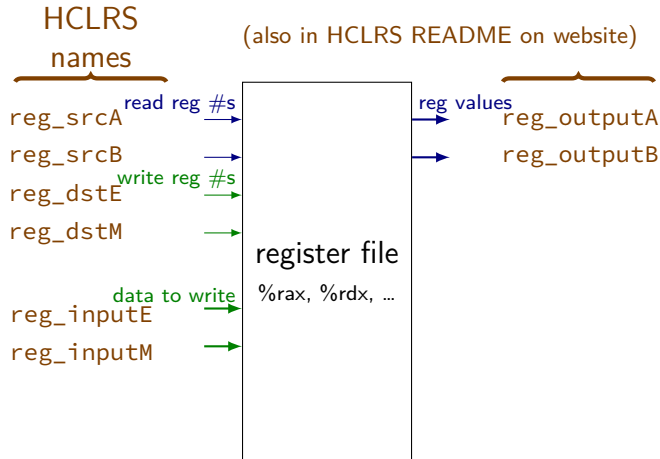 HCLRS
names
(also in HCLRS README on website)
read reg #s
reg values
reg_srcA
reg_outputA
reg_srcB
reg_outputB
write reg #s
reg_dstE
reg_dstM
register file
%rax, %rdx, ...
data to write
reg_inputE
reg_inputM